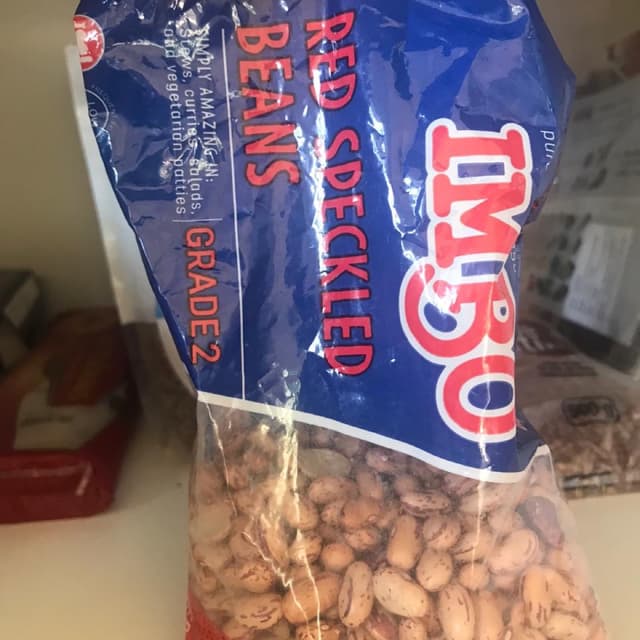 IMBO
RED SPECKLED
BEANS
SIMPLY AMAZING IN:
stews, curries, salads,
and vegetarian patties
GRADE 2